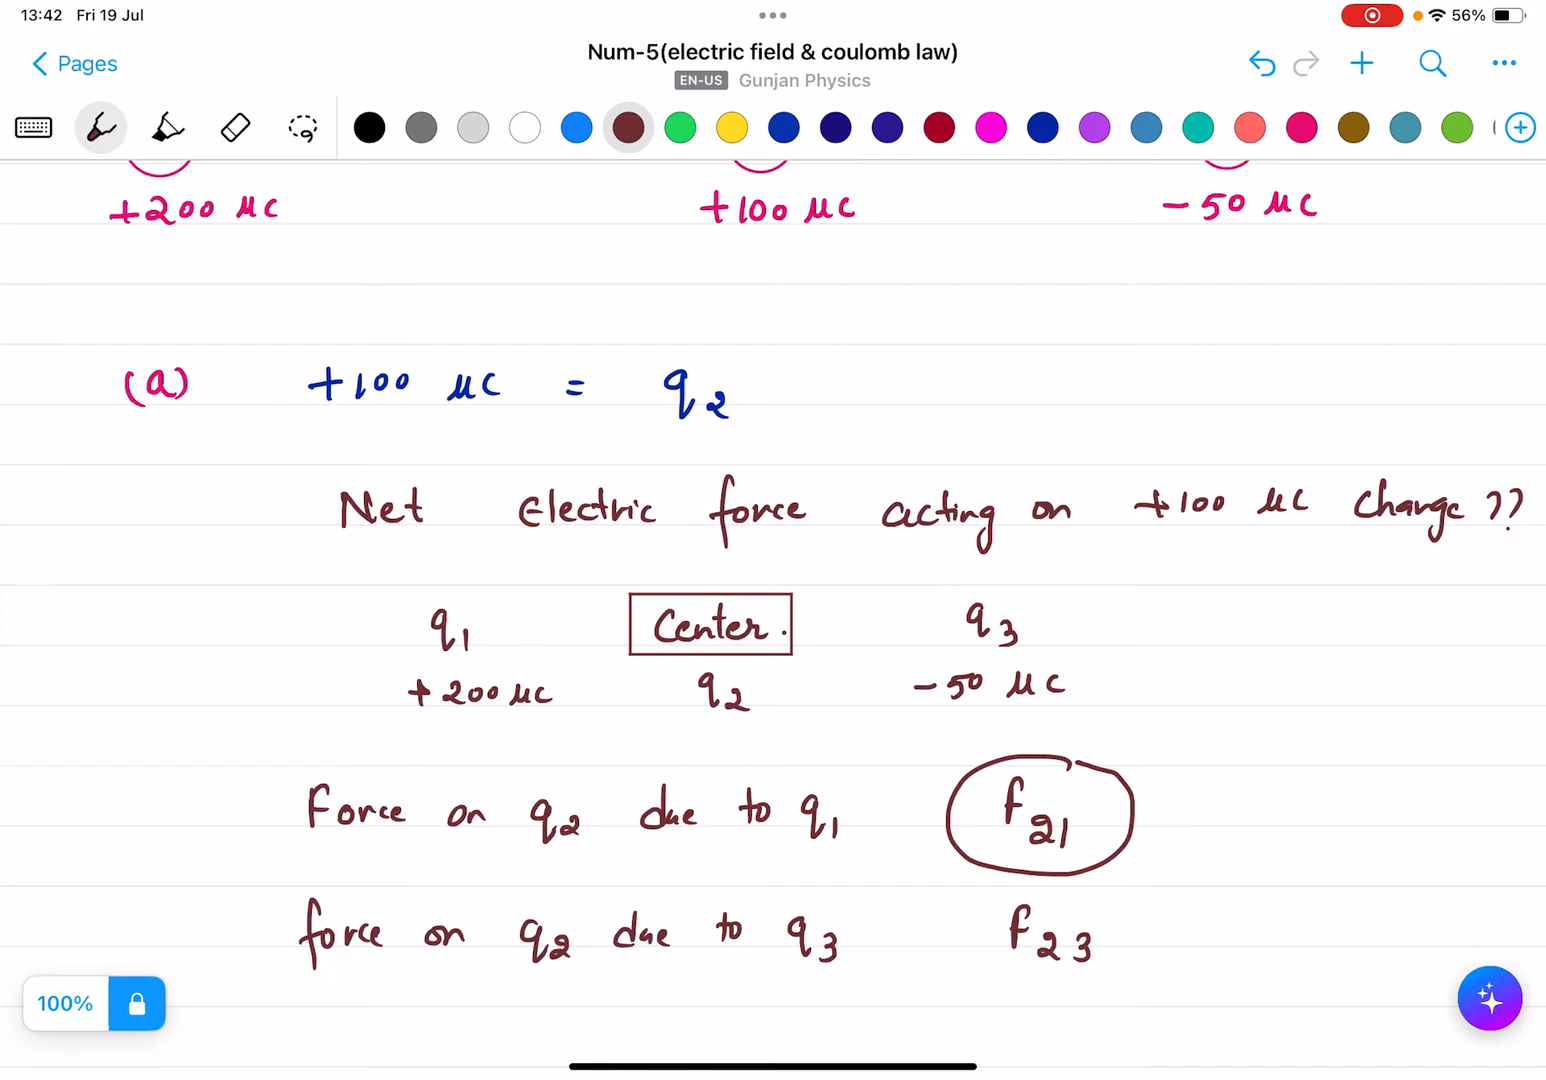 13:42 Fri 19 Jul 56%
Pages
Num-5(electric field & coulomb law)
EN-US Gunjan Physics
+200 μC +100 μC -50 μC
(a) +100 μC = q2
Net Electric force acting on +100 μC Charge ??
q1 Center. q3
+200 μC q2 -50 μC
Force on q2 due to q1 F21
force on q2 due to q3 F23
100%